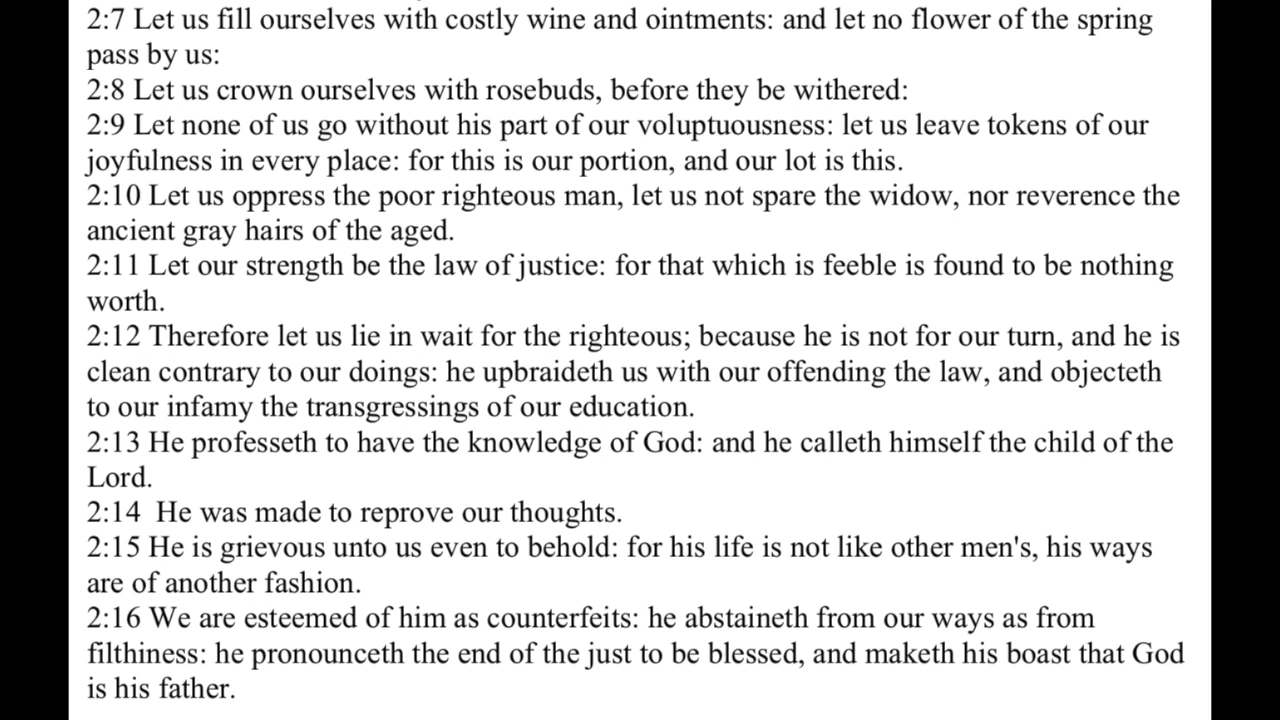 2:7 Let us fill ourselves with costly wine and ointments: and let no flower of the spring
pass by us:
2:8 Let us crown ourselves with rosebuds, before they be withered:
2:9 Let none of us go without his part of our voluptuousness: let us leave tokens of our
joyfulness in every place: for this is our portion, and our lot is this.
2:10 Let us oppress the poor righteous man, let us not spare the widow, nor reverence the
ancient gray hairs of the aged.
2:11 Let our strength be the law of justice: for that which is feeble is found to be nothing
worth.
2:12 Therefore let us lie in wait for the righteous; because he is not for our turn, and he is
clean contrary to our doings: he upbraideth us with our offending the law, and objecteth
to our infamy the transgressings of our education.
2:13 He professeth to have the knowledge of God: and he calleth himself the child of the
Lord.
2:14  He was made to reprove our thoughts.
2:15 He is grievous unto us even to behold: for his life is not like other men's, his ways
are of another fashion.
2:16 We are esteemed of him as counterfeits: he abstaineth from our ways as from
filthiness: he pronounceth the end of the just to be blessed, and maketh his boast that God
is his father.